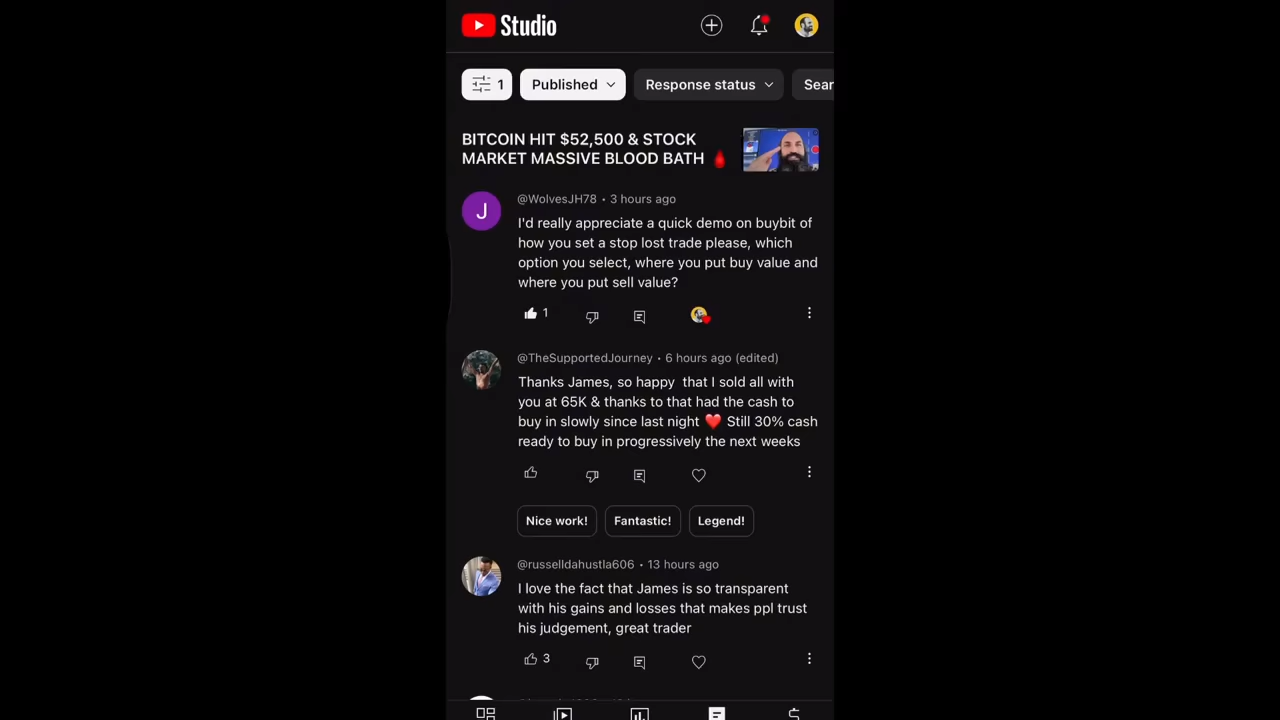 Studio
1
Published
Response status
Sear
BITCOIN HIT $52,500 & STOCK
MARKET MASSIVE BLOOD BATH 🩸
J
@WolvesJH78 • 3 hours ago
I'd really appreciate a quick demo on buybit of
how you set a stop lost trade please, which
option you select, where you put buy value and
where you put sell value?
1
@TheSupportedJourney • 6 hours ago (edited)
Thanks James, so happy  that I sold all with
you at 65K & thanks to that had the cash to
buy in slowly since last night ❤️ Still 30% cash
ready to buy in progressively the next weeks
Nice work!
Fantastic!
Legend!
@russelldahustla606 • 13 hours ago
I love the fact that James is so transparent
with his gains and losses that makes ppl trust
his judgement, great trader
3